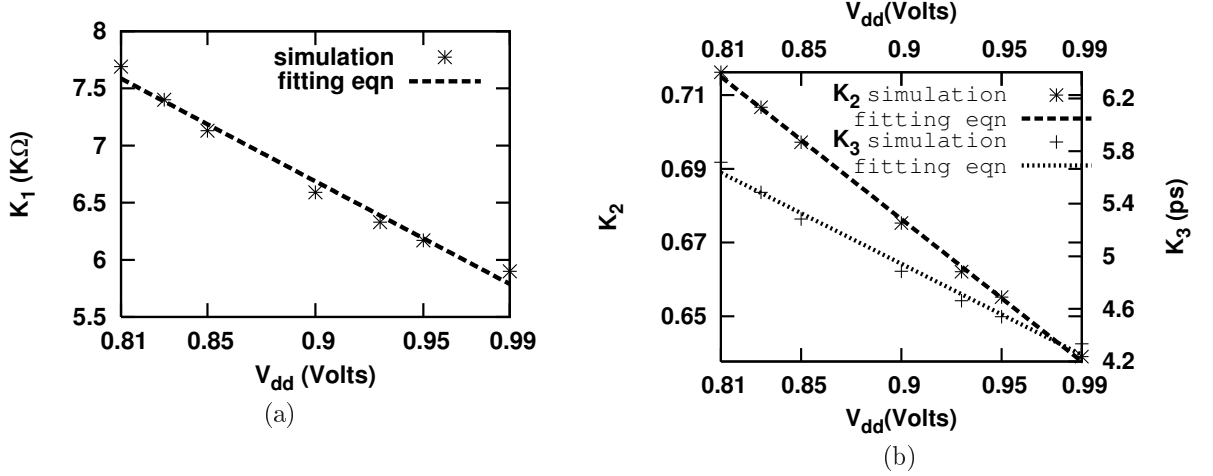 8
7.5
7
6.5
6
5.5
K1 (KΩ)
simulation
fitting eqn
0.81 0.85 0.9 0.95 0.99
Vdd (Volts)
(a)
Vdd(Volts)
0.81 0.85 0.9 0.95 0.99
0.71
0.69
0.67
0.65
K2
K2 simulation
fitting eqn
K3 simulation
fitting eqn
6.2
5.8
5.4
5
4.6
4.2
K3 (ps)
0.81 0.85 0.9 0.95 0.99
Vdd(Volts)
(b)